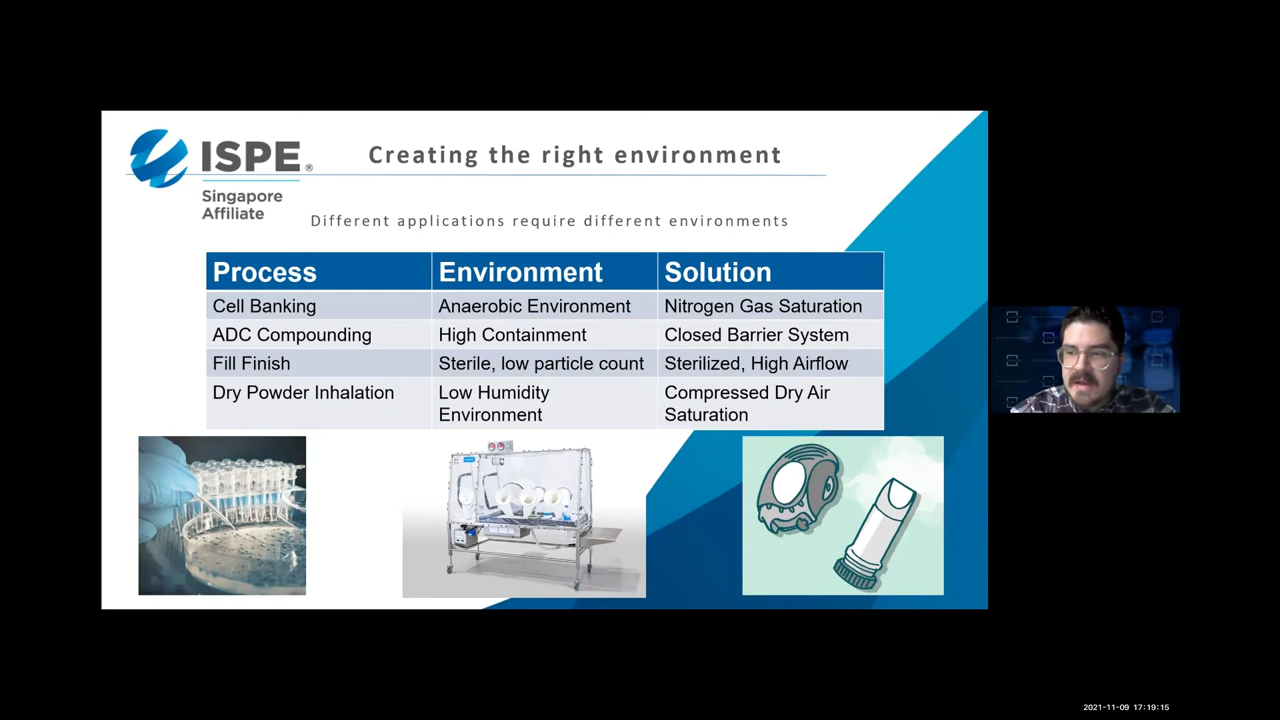 ISPE®
Singapore
Affiliate
Creating the right environment
Different applications require different environments
Process Environment Solution
Cell Banking Anaerobic Environment Nitrogen Gas Saturation
ADC Compounding High Containment Closed Barrier System
Fill Finish Sterile, low particle count Sterilized, High Airflow
Dry Powder Inhalation Low Humidity Compressed Dry Air
Environment Saturation
2021-11-09 17:19:15